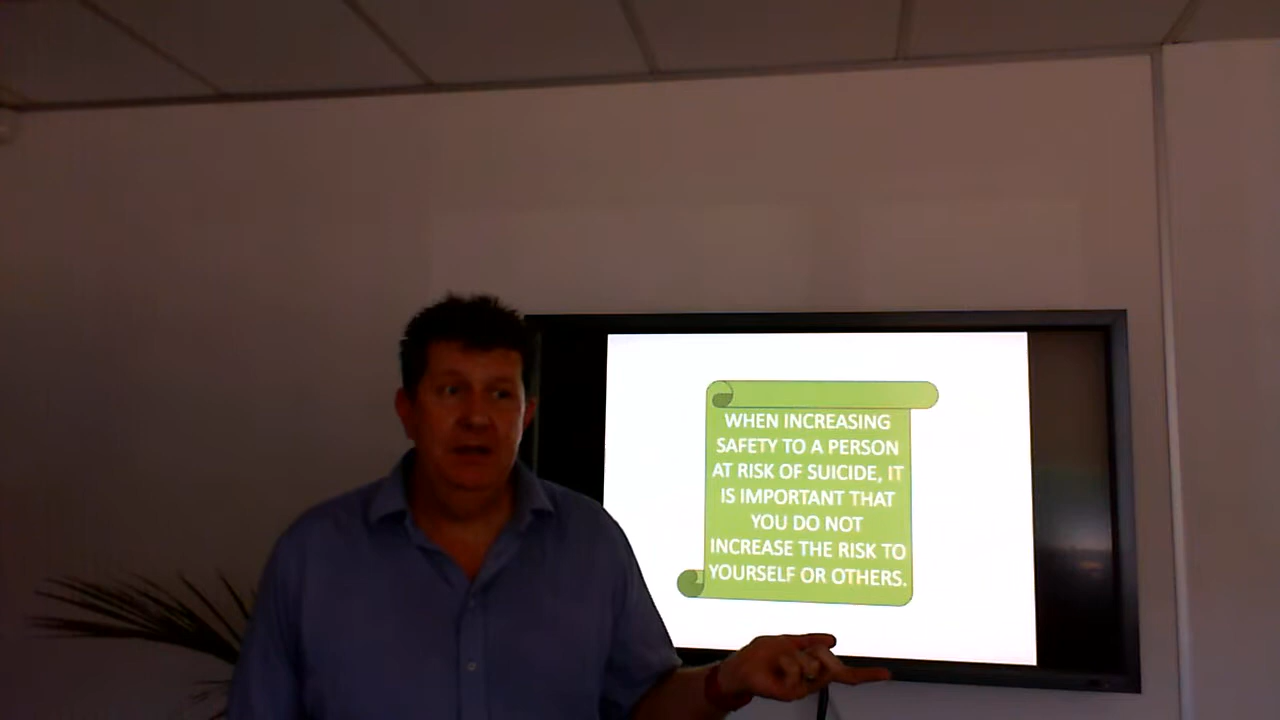 WHEN INCREASING
SAFETY TO A PERSON
AT RISK OF SUICIDE, IT
IS IMPORTANT THAT
YOU DO NOT
INCREASE THE RISK TO
YOURSELF OR OTHERS.